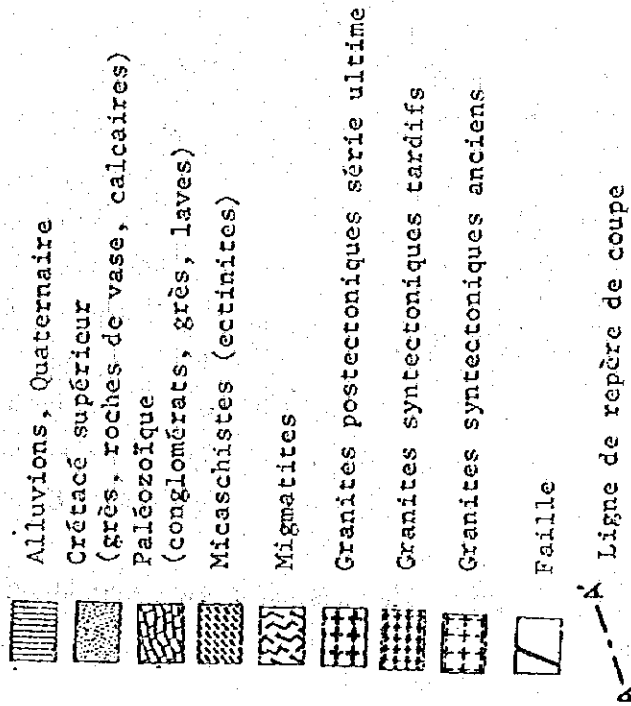 Alluvions, Quaternaire
Crétacé supérieur
(grès, roches de vase, calcaires)
Paléozoïque
(conglomérats, grès, laves)
Micaschistes (ectinites)
Migmatites
Granites postectoniques série ultime
Granites syntectoniques tardifs
Granites syntectoniques anciens
Faille
A A' Ligne de repère de coupe